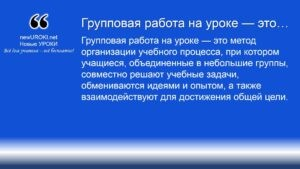 Групповая работа на уроке — это…
newUROKI.net
Новые УРОКИ
Всё для учителя – всё бесплатно!
Групповая работа на уроке — это метод
организации учебного процесса, при котором
учащиеся, объединенные в небольшие группы,
совместно решают учебные задачи,
обмениваются идеями и опытом, а также
взаимодействуют для достижения общей цели.